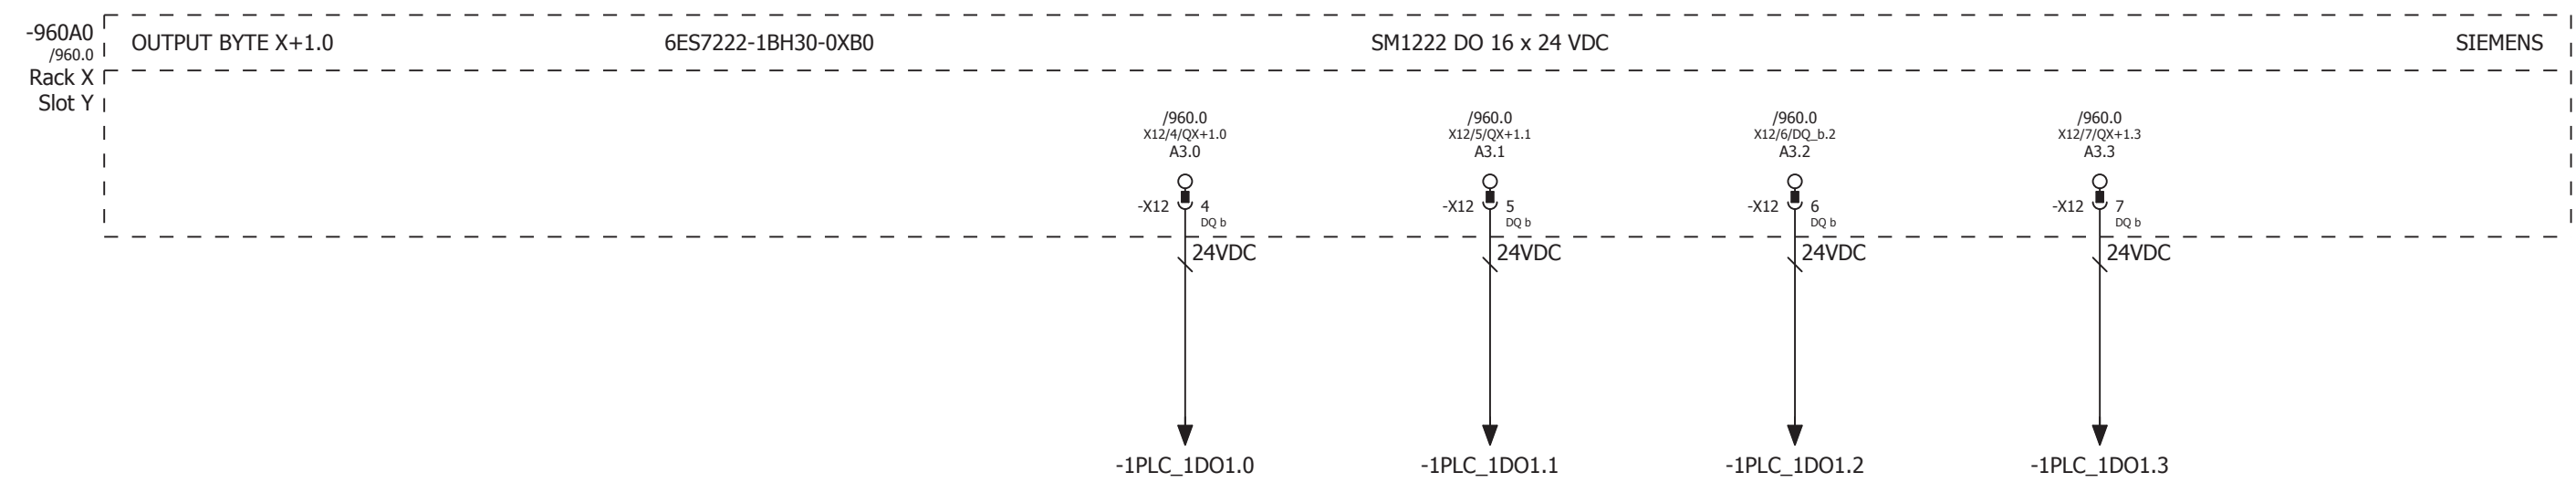 -960A0
/960.0
Rack X
Slot Y
OUTPUT BYTE X+1.0 6ES7222-1BH30-0XB0 SM1222 DO 16 x 24 VDC SIEMENS
/960.0 /960.0 /960.0 /960.0
X12/4/QX+1.0 X12/5/QX+1.1 X12/6/DQ_b.2 X12/7/QX+1.3
A3.0 A3.1 A3.2 A3.3
-X12 4 -X12 5 -X12 6 -X12 7
DQ b DQ b DQ b DQ b
24VDC 24VDC 24VDC 24VDC
-1PLC_1DO1.0 -1PLC_1DO1.1 -1PLC_1DO1.2 -1PLC_1DO1.3